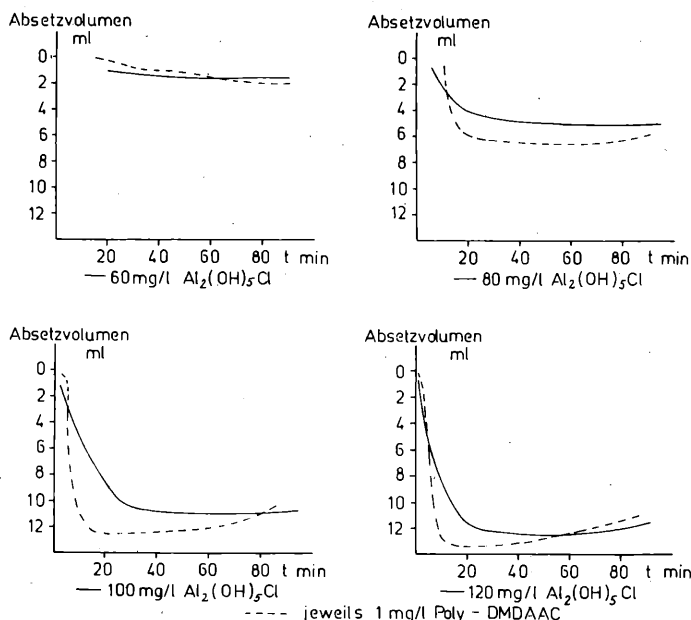 Absetzvolumen
ml
0
2
4
6
8
10
12
20 40 60 80 t min
— 60 mg/l Al₂(OH)₅Cl
Absetzvolumen
ml
0
2
4
6
8
10
12
20 40 60 80 t min
— 80 mg/l Al₂(OH)₅Cl
Absetzvolumen
ml
0
2
4
6
8
10
12
20 40 60 80 t min
— 100 mg/l Al₂(OH)₅Cl
Absetzvolumen
ml
0
2
4
6
8
10
12
20 40 60 80 t min
— 120 mg/l Al₂(OH)₅Cl
---- jeweils 1 mg/l Poly - DMDAAC